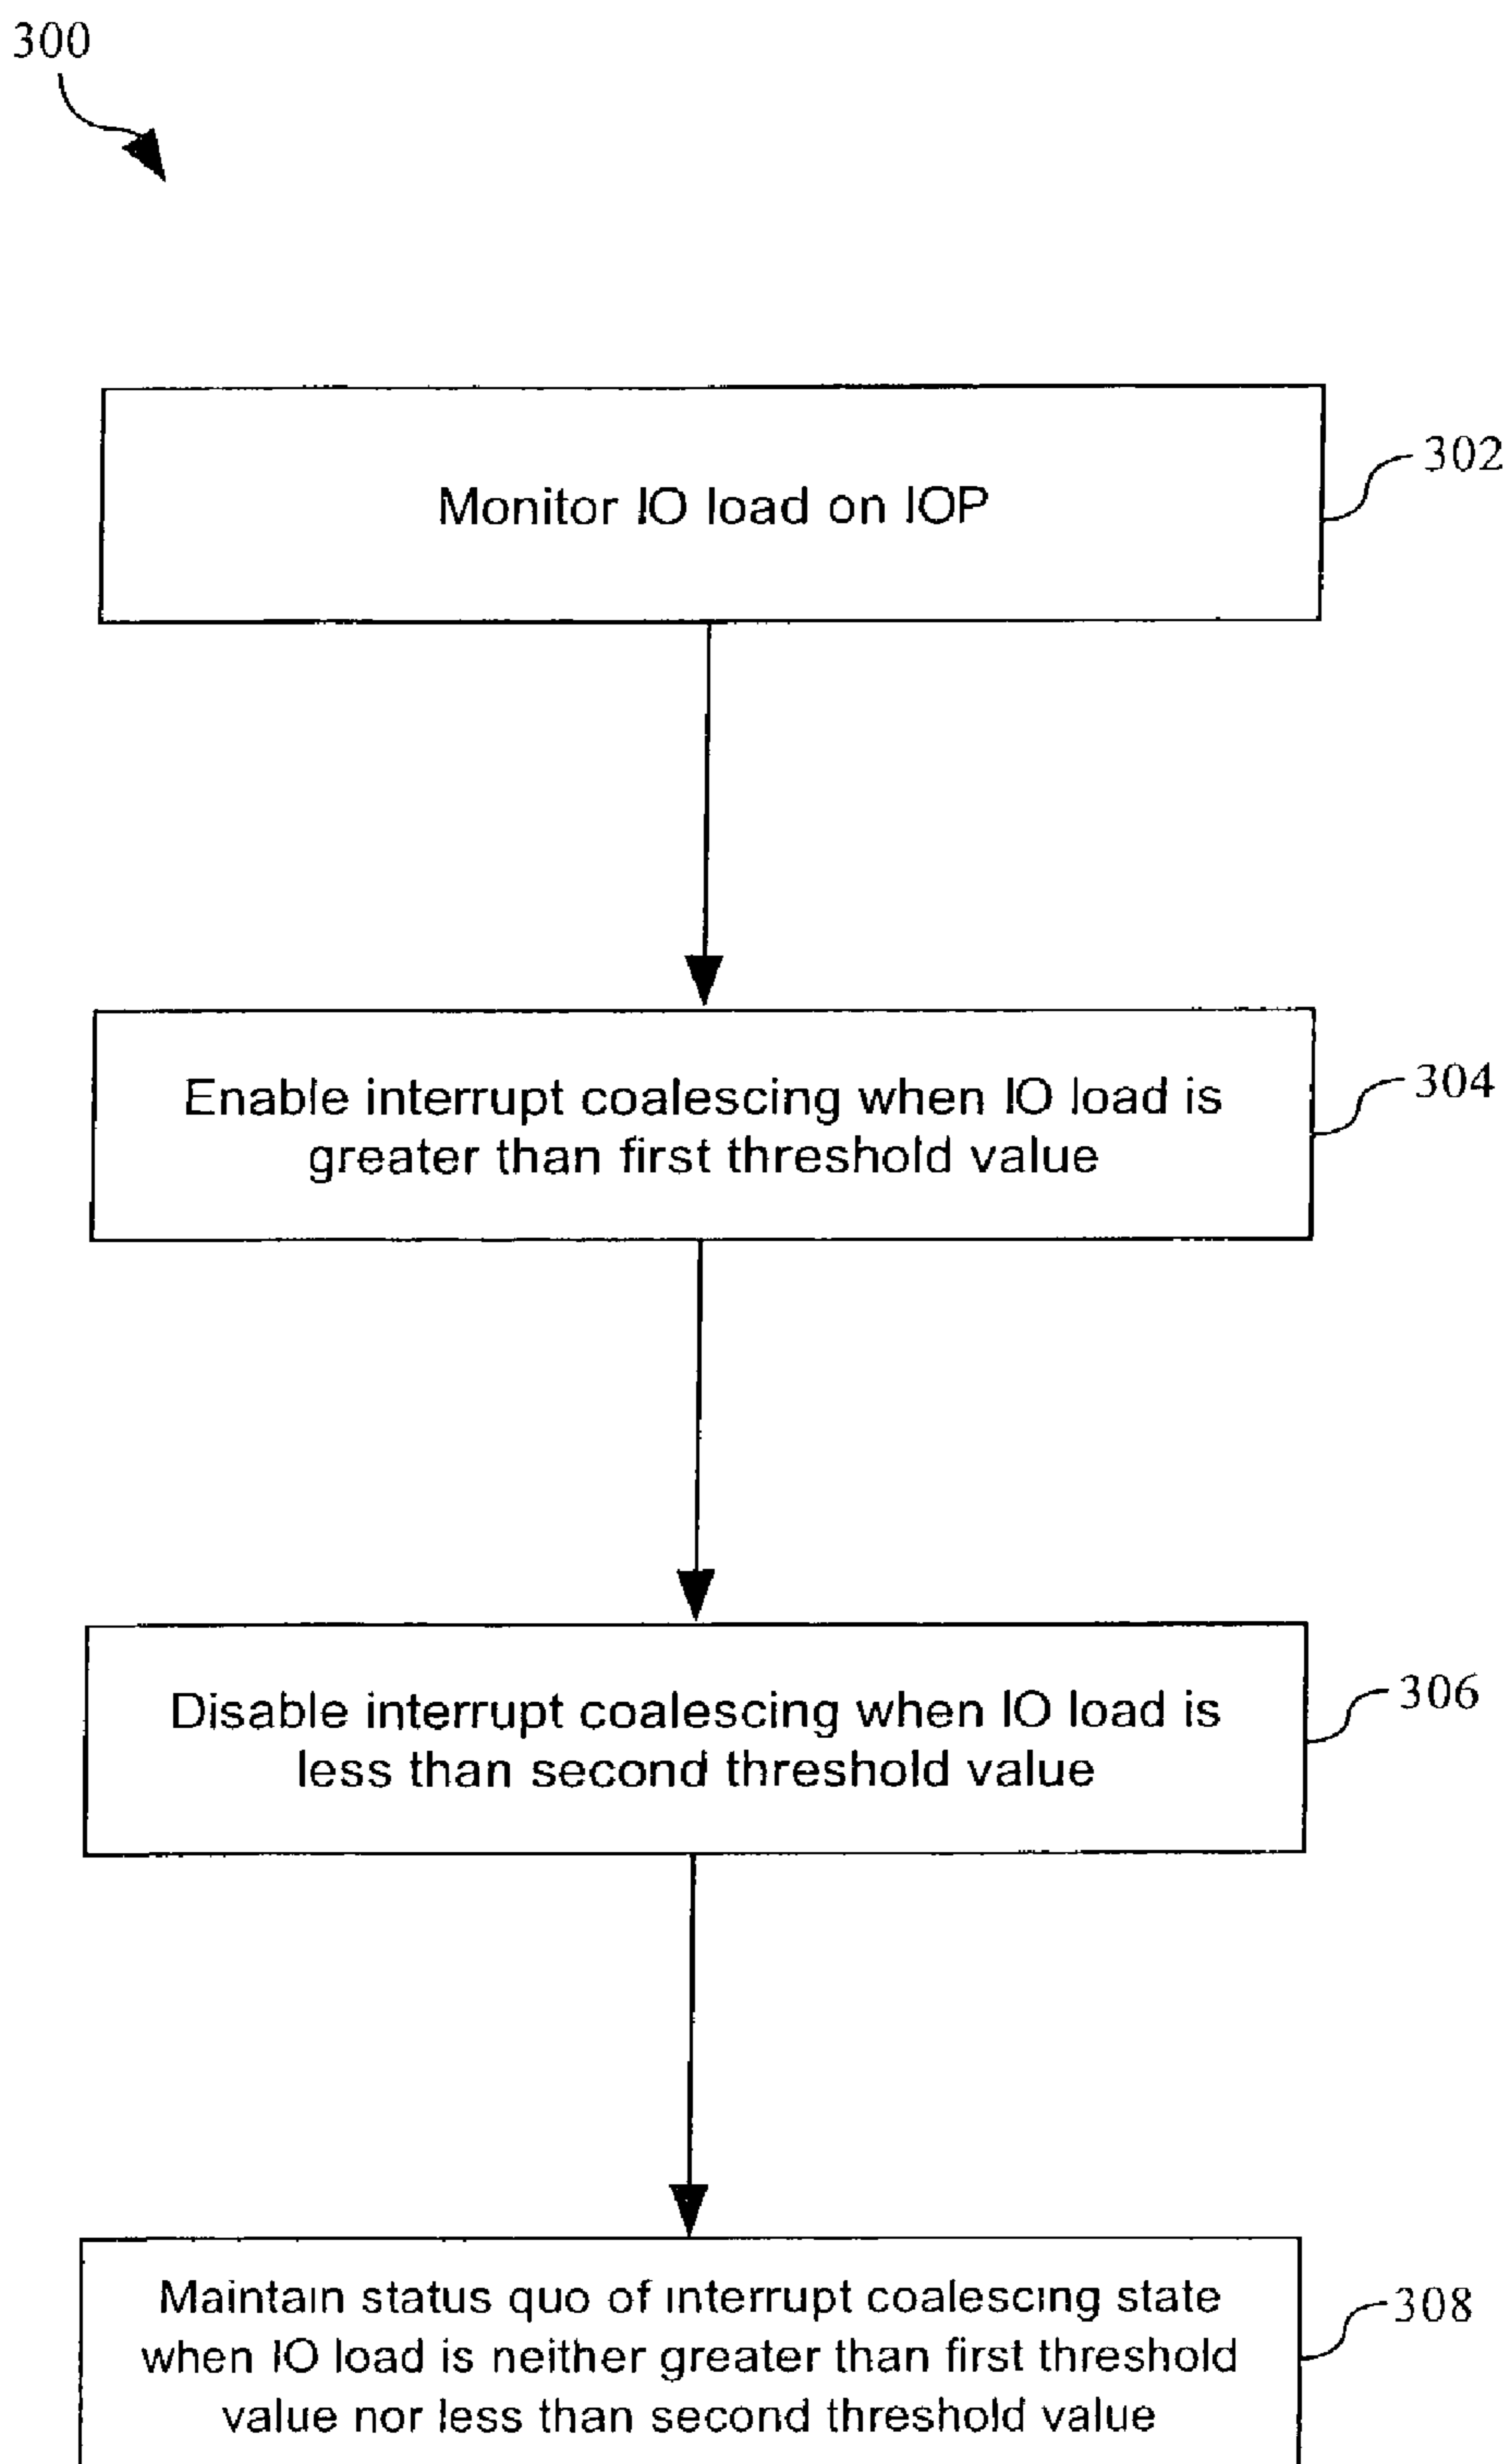 300
Monitor IO load on IOP
302
Enable interrupt coalescing when IO load is
greater than first threshold value
304
Disable interrupt coalescing when IO load is
less than second threshold value
306
Maintain status quo of interrupt coalescing state
when IO load is neither greater than first threshold
value nor less than second threshold value
308